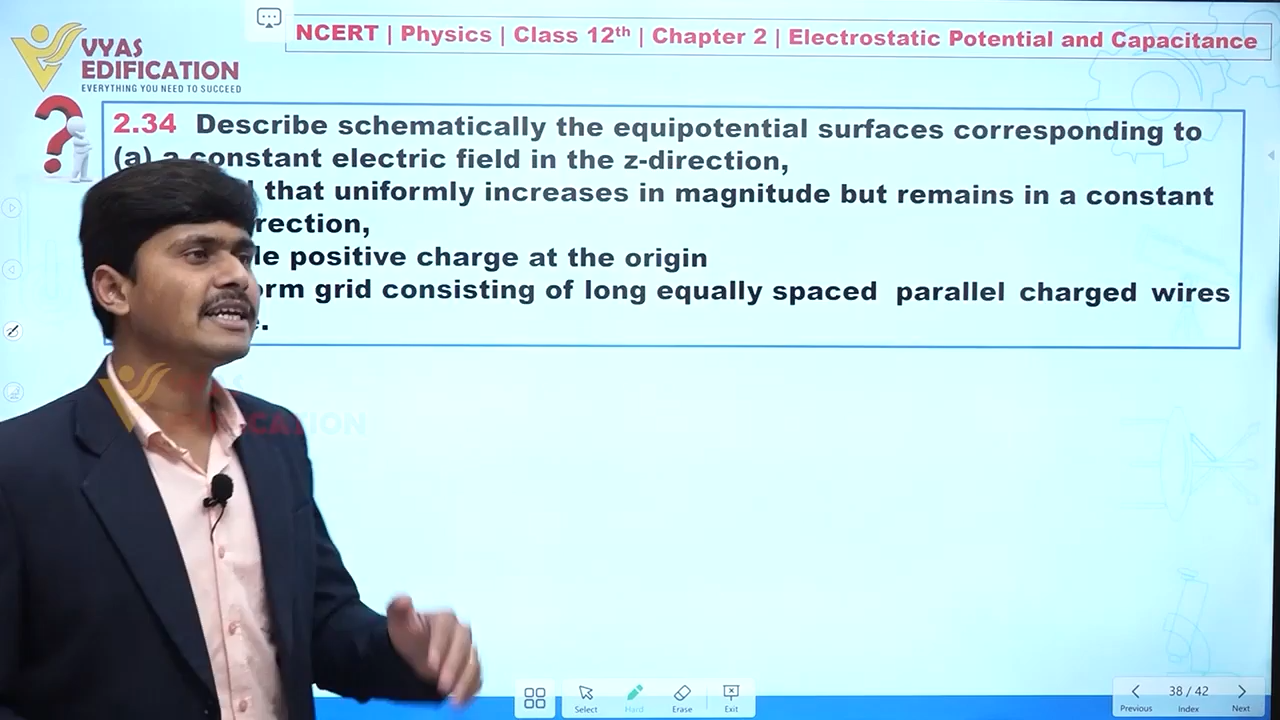 NCERT | Physics | Class 12th | Chapter 2 | Electrostatic Potential and Capacitance
VYAS
EDIFICATION
EVERYTHING YOU NEED TO SUCCEED
2.34 Describe schematically the equipotential surfaces corresponding to
(a) a constant electric field in the z-direction,
that uniformly increases in magnitude but remains in a constant
positive charge at the origin
grid consisting of long equally spaced parallel charged wires
EDIFICATION
Select
Hard
Erase
Exit
Previous
38 / 42
Index
Next